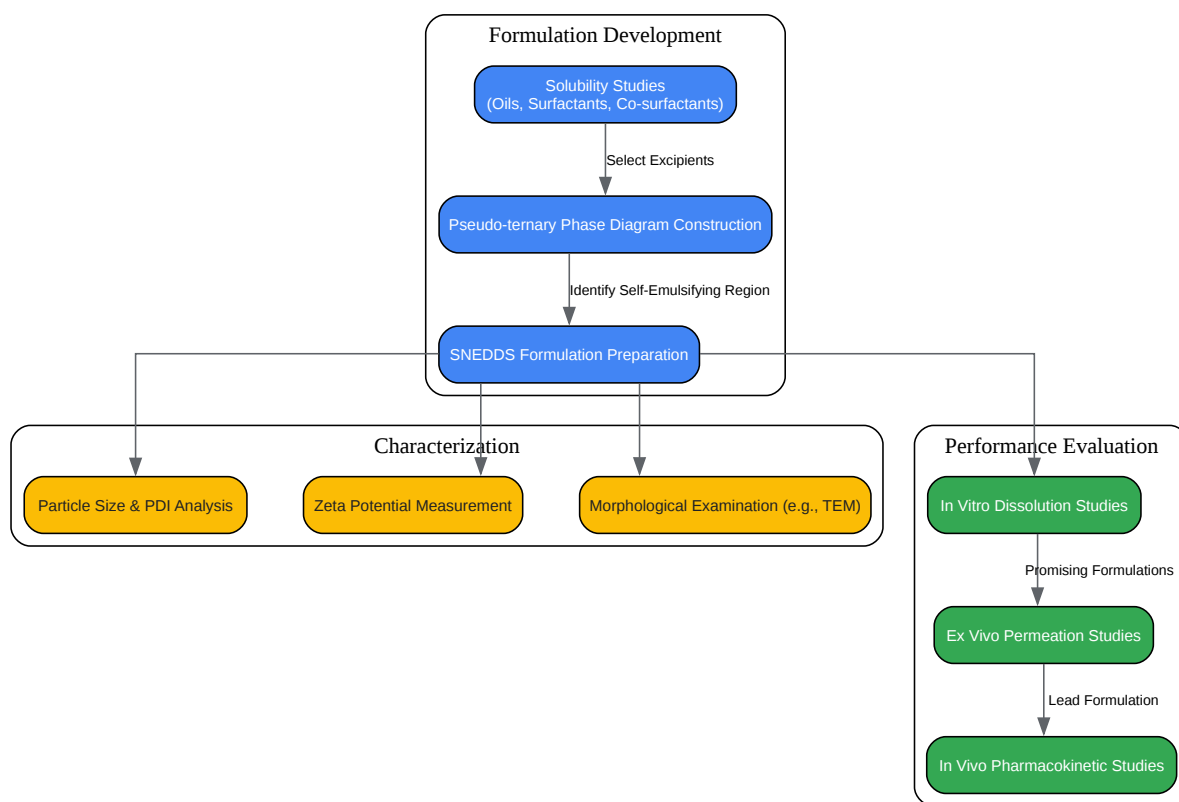 Formulation Development
Solubility Studies
(Oils, Surfactants, Co-surfactants)
Select Excipients
Pseudo-ternary Phase Diagram Construction
Identify Self-Emulsifying Region
SNEDDS Formulation Preparation
Characterization
Particle Size & PDI Analysis
Zeta Potential Measurement
Morphological Examination (e.g., TEM)
Performance Evaluation
In Vitro Dissolution Studies
Promising Formulations
Ex Vivo Permeation Studies
Lead Formulation
In Vivo Pharmacokinetic Studies